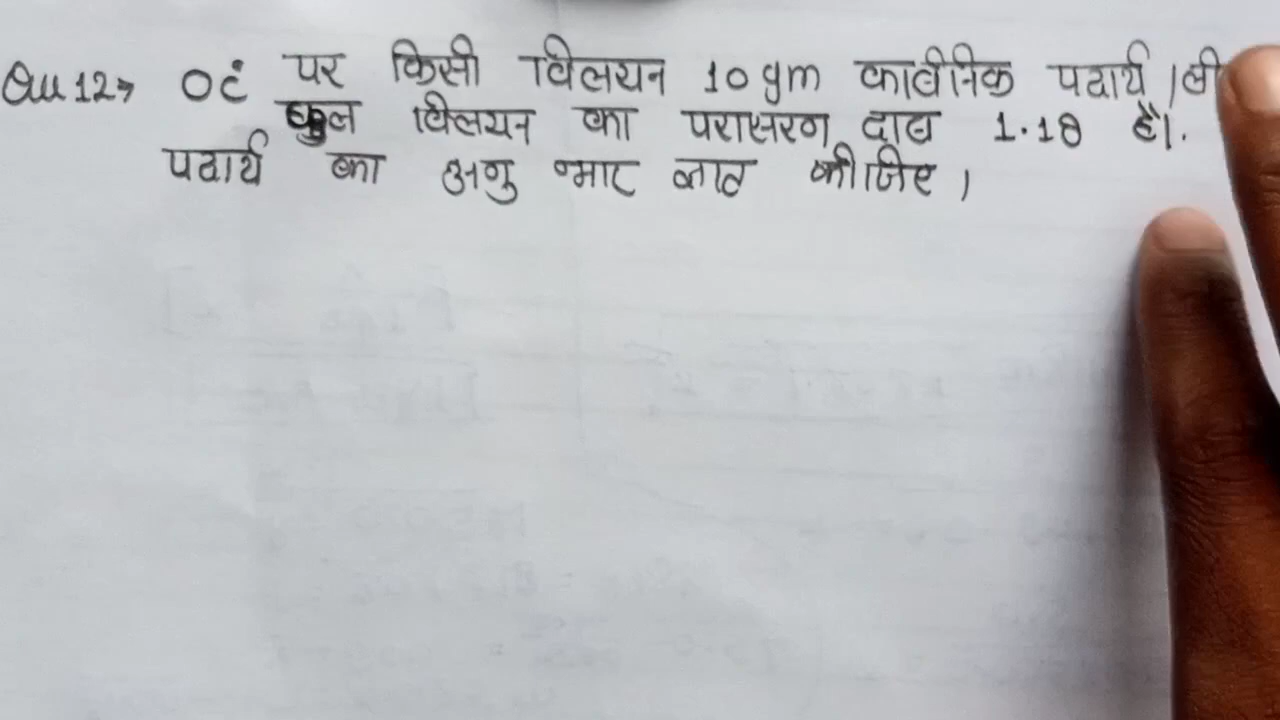 Qu 12→ 0℃ पर किसी विलयन 10 gm कार्बनिक पदार्थ / ली
कुल विलयन का परासरण दाब 1.18 है।.
पदार्थ का अणु भार ज्ञात कीजिए ।